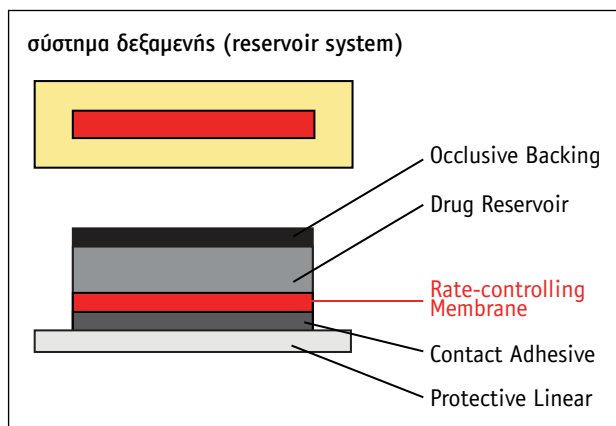 σύστημα δεξαμενής (reservoir system)
Occlusive Backing
Drug Reservoir
Rate-controlling
Membrane
Contact Adhesive
Protective Linear